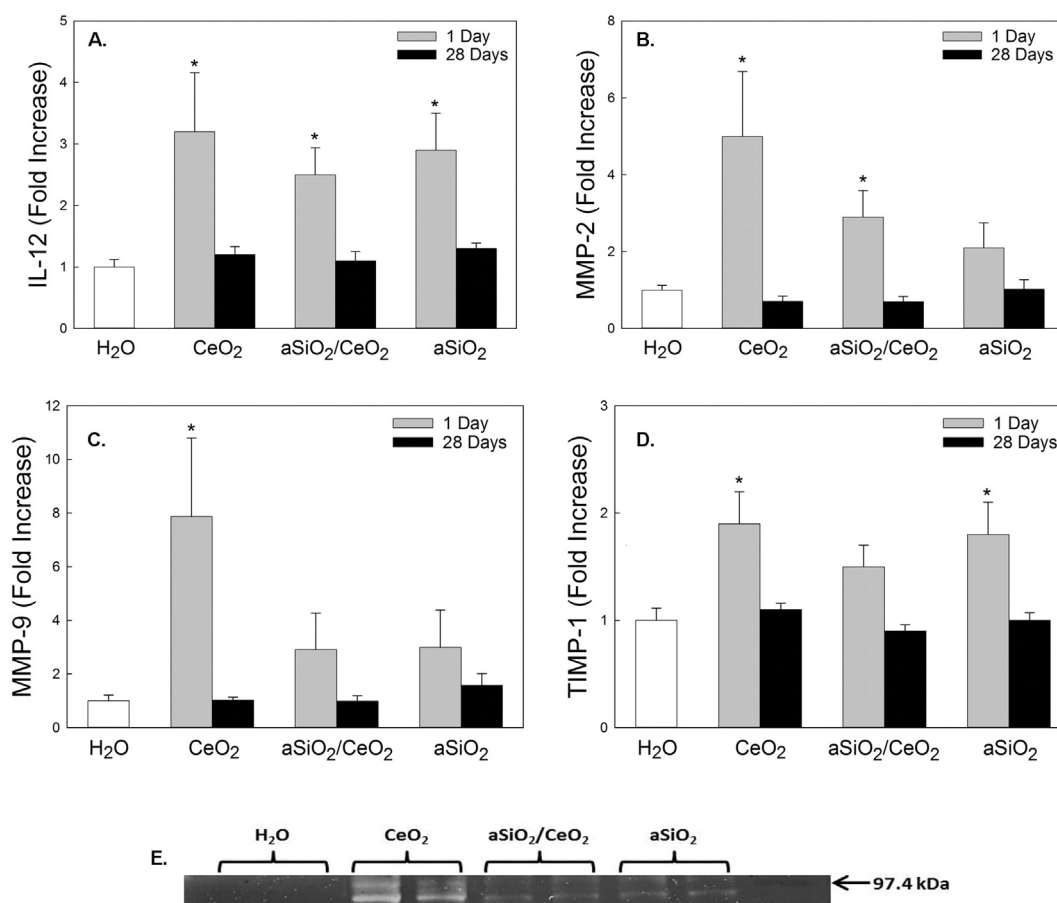 A.
1 Day
28 Days
IL-12 (Fold Increase)
5
4
3
2
1
0
*
*
*
H₂O CeO₂ aSiO₂/CeO₂ aSiO₂
B.
1 Day
28 Days
MMP-2 (Fold Increase)
8
6
4
2
0
*
*
H₂O CeO₂ aSiO₂/CeO₂ aSiO₂
C.
1 Day
28 Days
MMP-9 (Fold Increase)
12
10
8
6
4
2
0
*
H₂O CeO₂ aSiO₂/CeO₂ aSiO₂
D.
1 Day
28 Days
TIMP-1 (Fold Increase)
3
2
1
0
*
*
H₂O CeO₂ aSiO₂/CeO₂ aSiO₂
E.
H₂O CeO₂ aSiO₂/CeO₂ aSiO₂
97.4 kDa